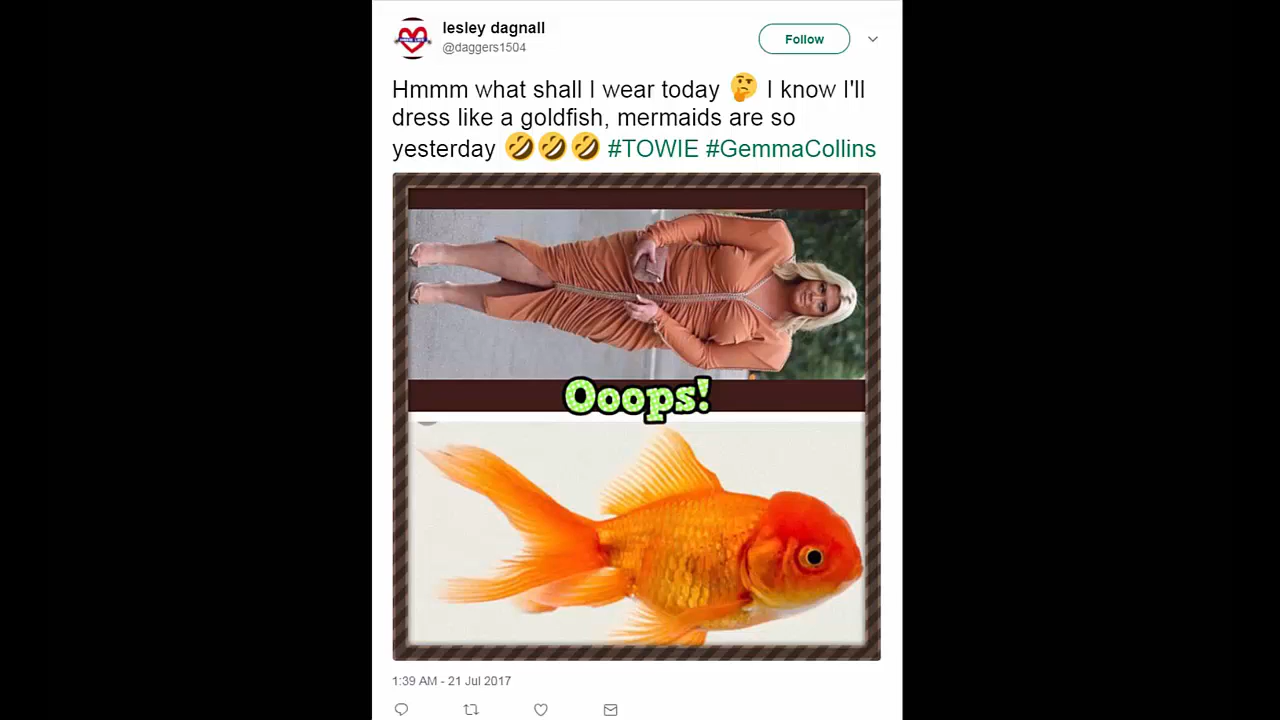 lesley dagnall
@daggers1504
Follow
Hmmm what shall I wear today 🤔 I know I'll
dress like a goldfish, mermaids are so
yesterday 🤣🤣🤣 #TOWIE #GemmaCollins
Ooops!
1:39 AM - 21 Jul 2017